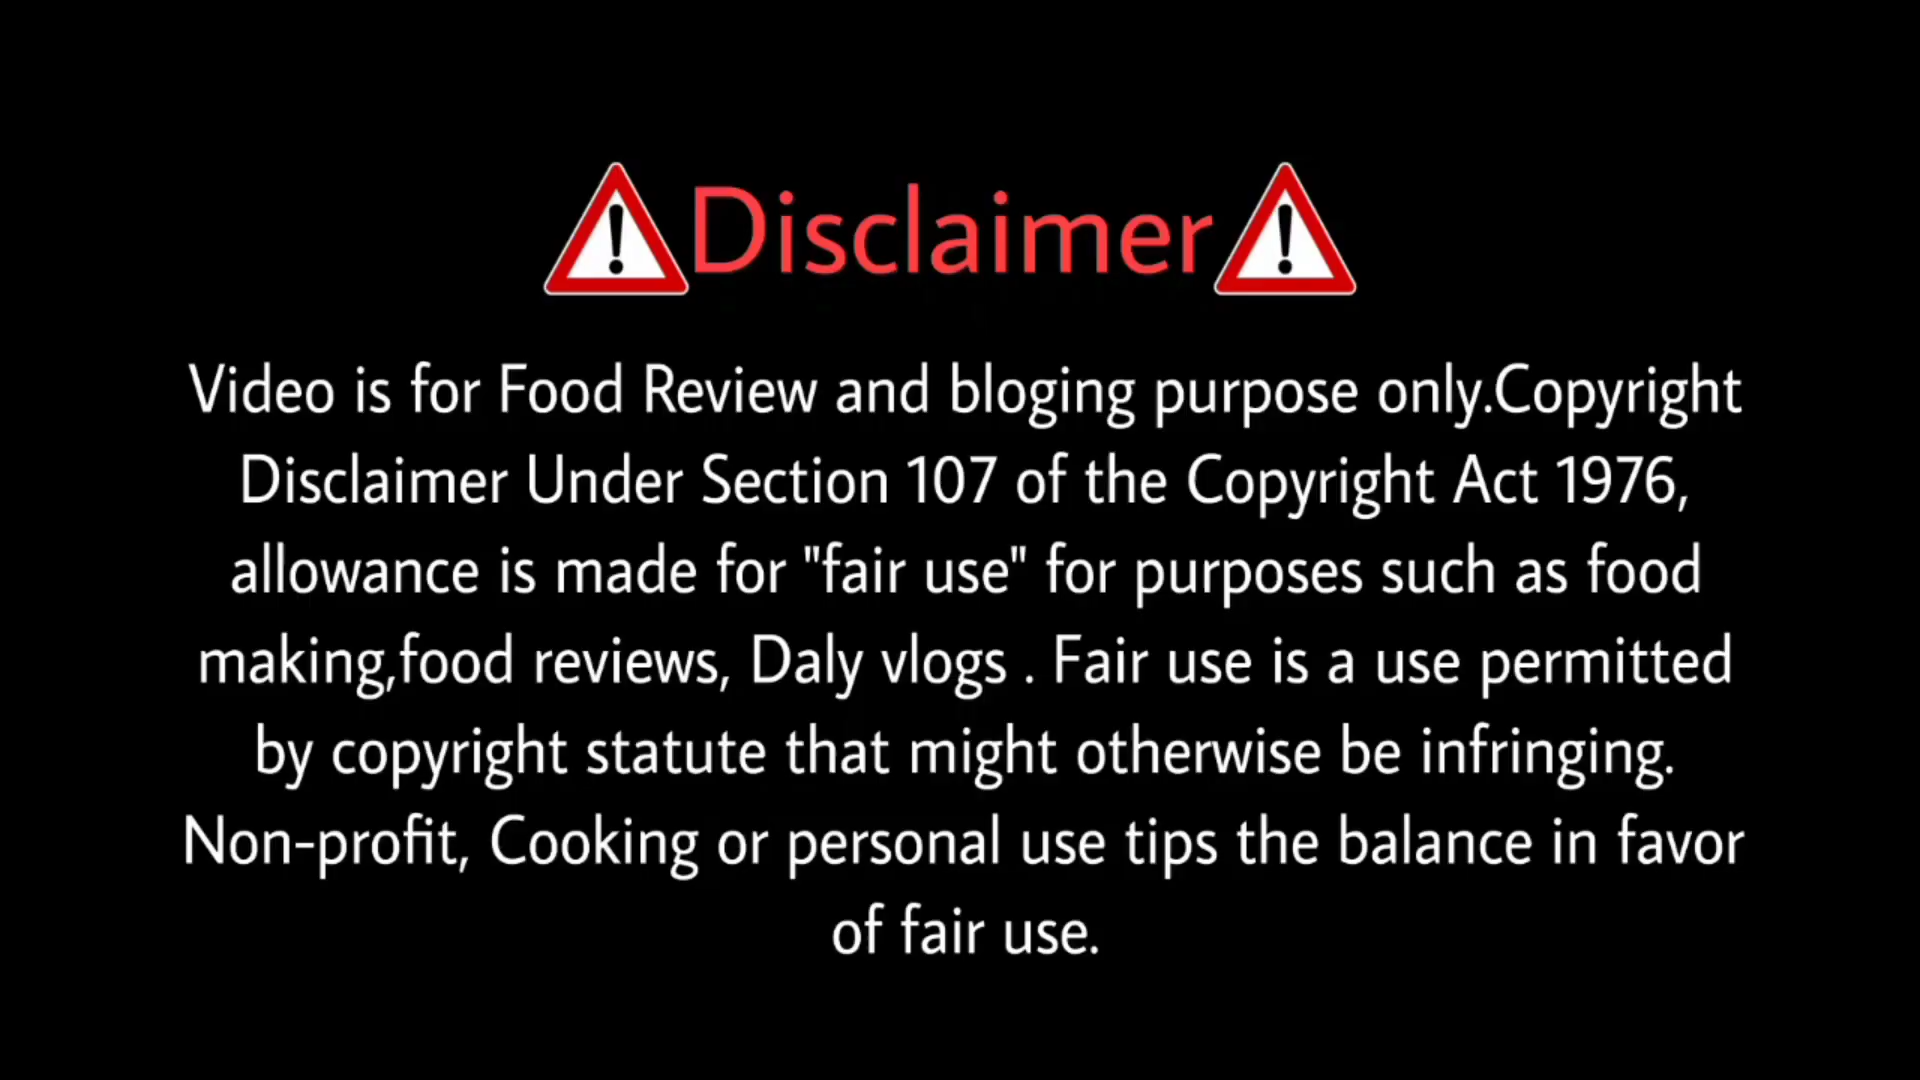 Disclaimer
Video is for Food Review and bloging purpose only.Copyright
Disclaimer Under Section 107 of the Copyright Act 1976,
allowance is made for "fair use" for purposes such as food
making,food reviews, Daly vlogs . Fair use is a use permitted
by copyright statute that might otherwise be infringing.
Non-profit, Cooking or personal use tips the balance in favor
of fair use.